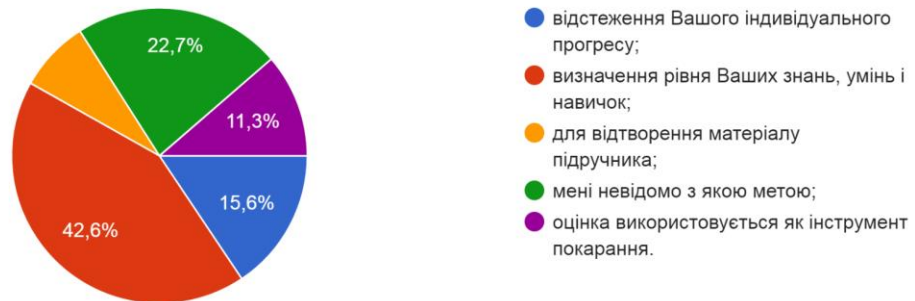 22,7%
11,3%
15,6%
42,6%
відстеження Вашого індивідуального
прогресу;
визначення рівня Ваших знань, умінь і
навичок;
для відтворення матеріалу
підручника;
мені невідомо з якою метою;
оцінка використовується як інструмент
покарання.